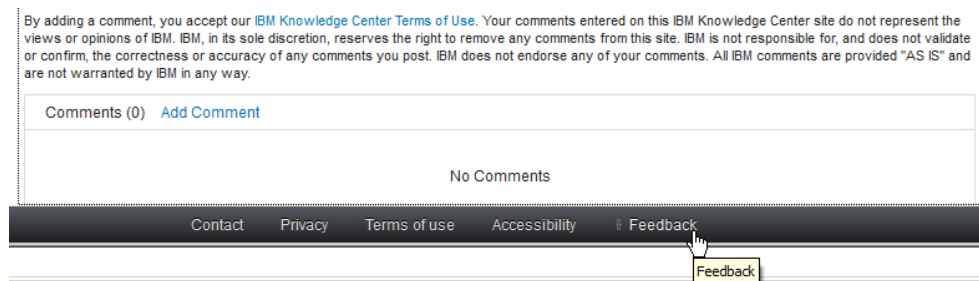 By adding a comment, you accept our IBM Knowledge Center Terms of Use. Your comments entered on this IBM Knowledge Center site do not represent the
views or opinions of IBM. IBM, in its sole discretion, reserves the right to remove any comments from this site. IBM is not responsible for, and does not validate
or confirm, the correctness or accuracy of any comments you post. IBM does not endorse any of your comments. All IBM comments are provided "AS IS" and
are not warranted by IBM in any way.
Comments (0) Add Comment
No Comments
Contact Privacy Terms of use Accessibility Feedback
Feedback